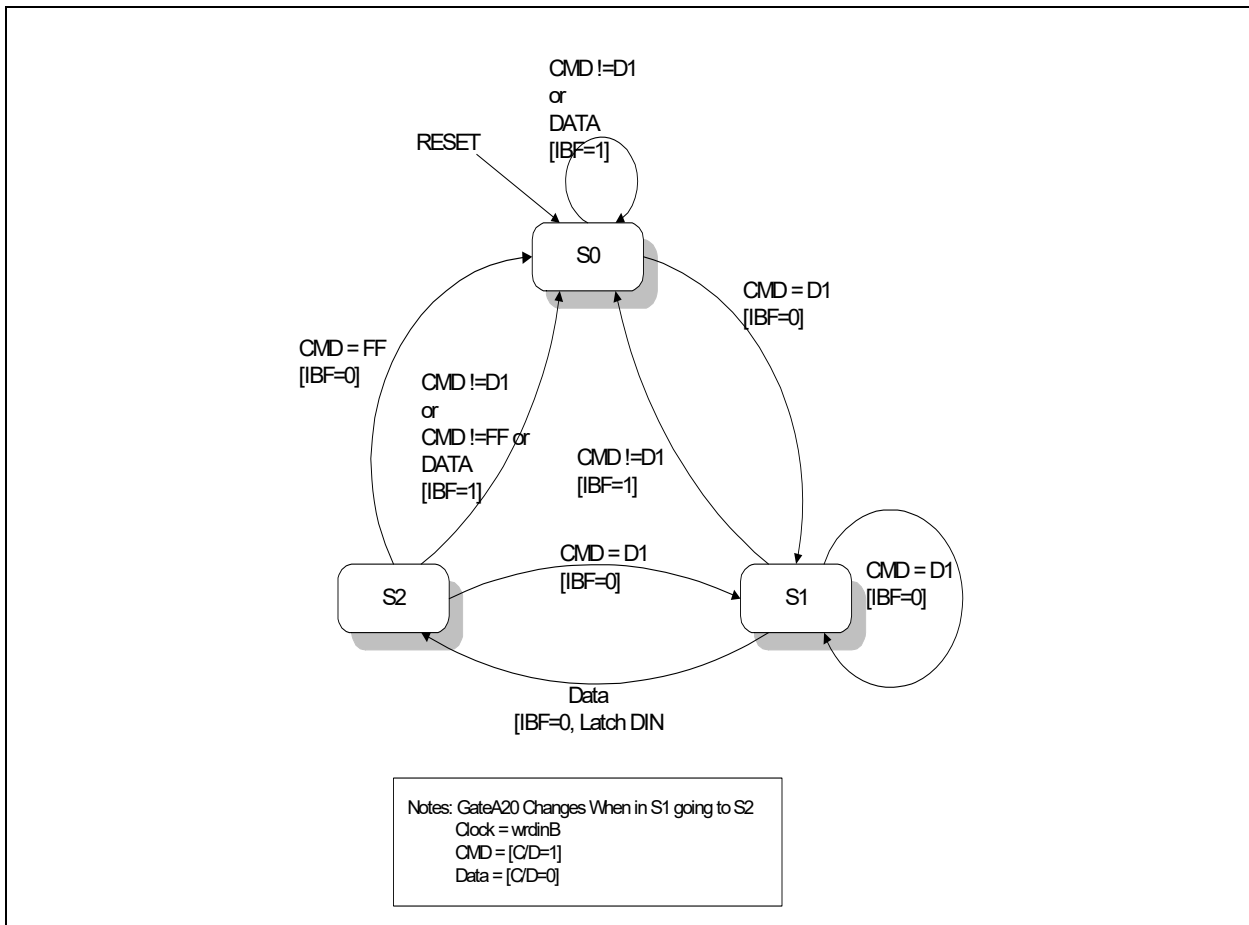 CMD !=D1
or
DATA
[IBF=1]
RESET
S0
CMD = D1
[IBF=0]
CMD = FF
[IBF=0]
CMD !=D1
or
CMD !=FF or
DATA
[IBF=1]
CMD !=D1
[IBF=1]
CMD = D1
[IBF=0]
S2
S1
CMD = D1
[IBF=0]
Data
[IBF=0, Latch DIN
Notes: GateA20 Changes When in S1 going to S2
Clock = wrdinB
CMD = [C/D=1]
Data = [C/D=0]